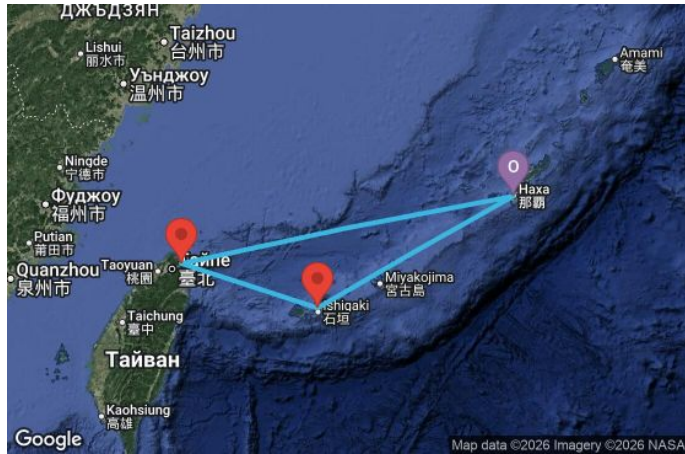 ДЖЪДЗЯН
Taizhou
台州市
Lishui
丽水市
Уънджоу
温州市
Amami
奄美
Ningde
宁德市
Фуджоу
福州市
O
Наха
那覇
Putian
莆田市
Quanzhou
泉州市
Taoyuan
桃園
臺北
Miyakojima
宮古島
Ishigaki
石垣
Taichung
臺中
Тайван
Kaohsiung
高雄
Google
Map data ©2026 Imagery ©2026 NASA